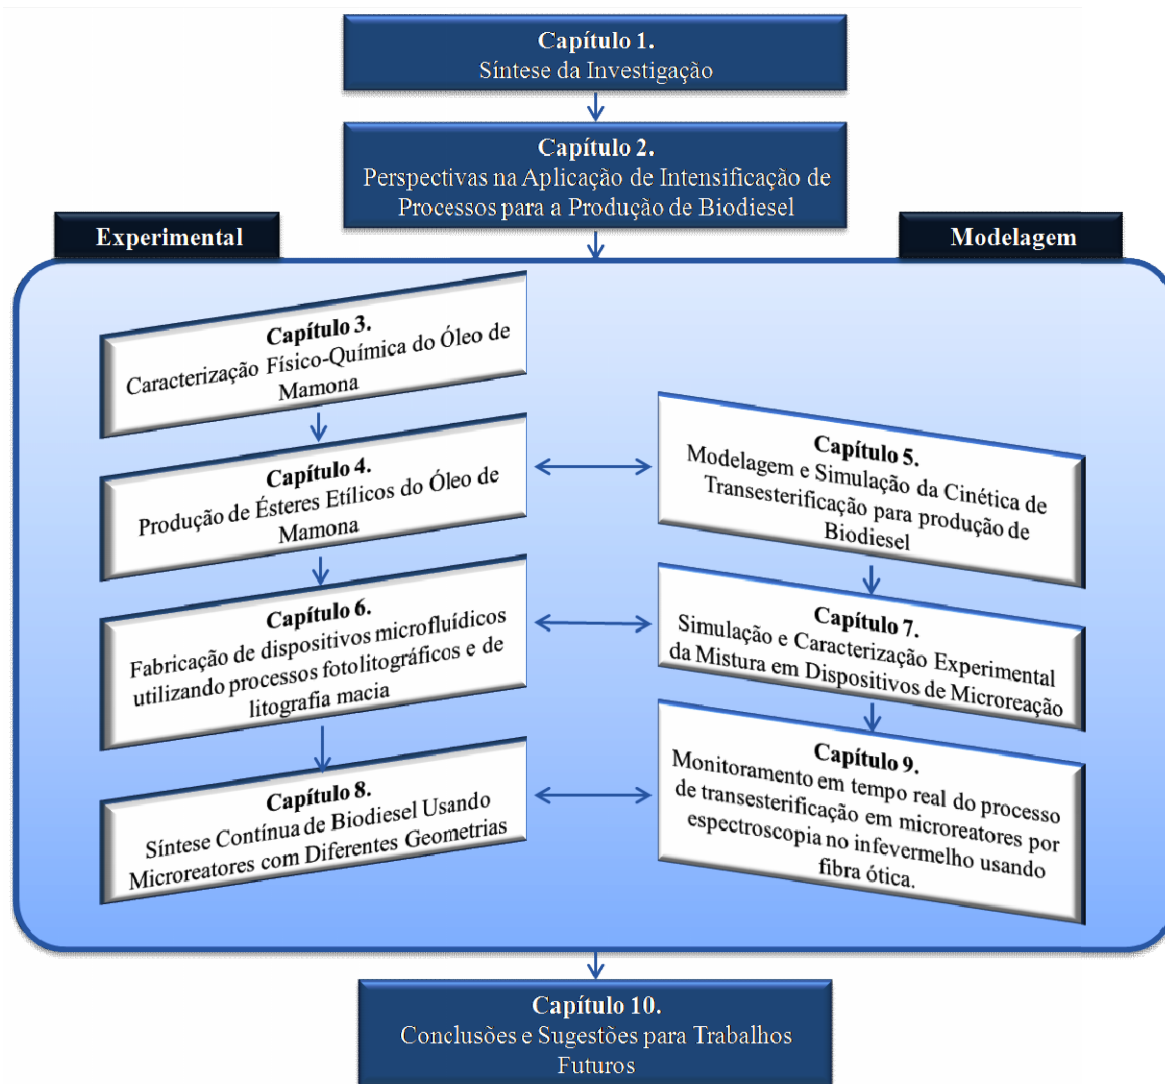 Capítulo 1.
Síntese da Investigação
Capítulo 2.
Perspectivas na Aplicação de Intensificação de
Processos para a Produção de Biodiesel
Experimental
Modelagem
Capítulo 3.
Caracterização Físico-Química do Óleo de
Mamona
Capítulo 4.
Produção de Ésteres Etílicos do Óleo de
Mamona
Capítulo 5.
Modelagem e Simulação da Cinética de
Transesterificação para produção de
Biodiesel
Capítulo 6.
Fabricação de dispositivos microfluídicos
utilizando processos fotolitográficos e de
litografia macia
Capítulo 7.
Simulação e Caracterização Experimental
da Mistura em Dispositivos de Microreação
Capítulo 8.
Síntese Contínua de Biodiesel Usando
Microreatores com Diferentes Geometrias
Capítulo 9.
Monitoramento em tempo real do processo
de transesterificação em microreatores por
espectroscopia no infevermelho usando
fibra ótica.
Capítulo 10.
Conclusões e Sugestões para Trabalhos
Futuros